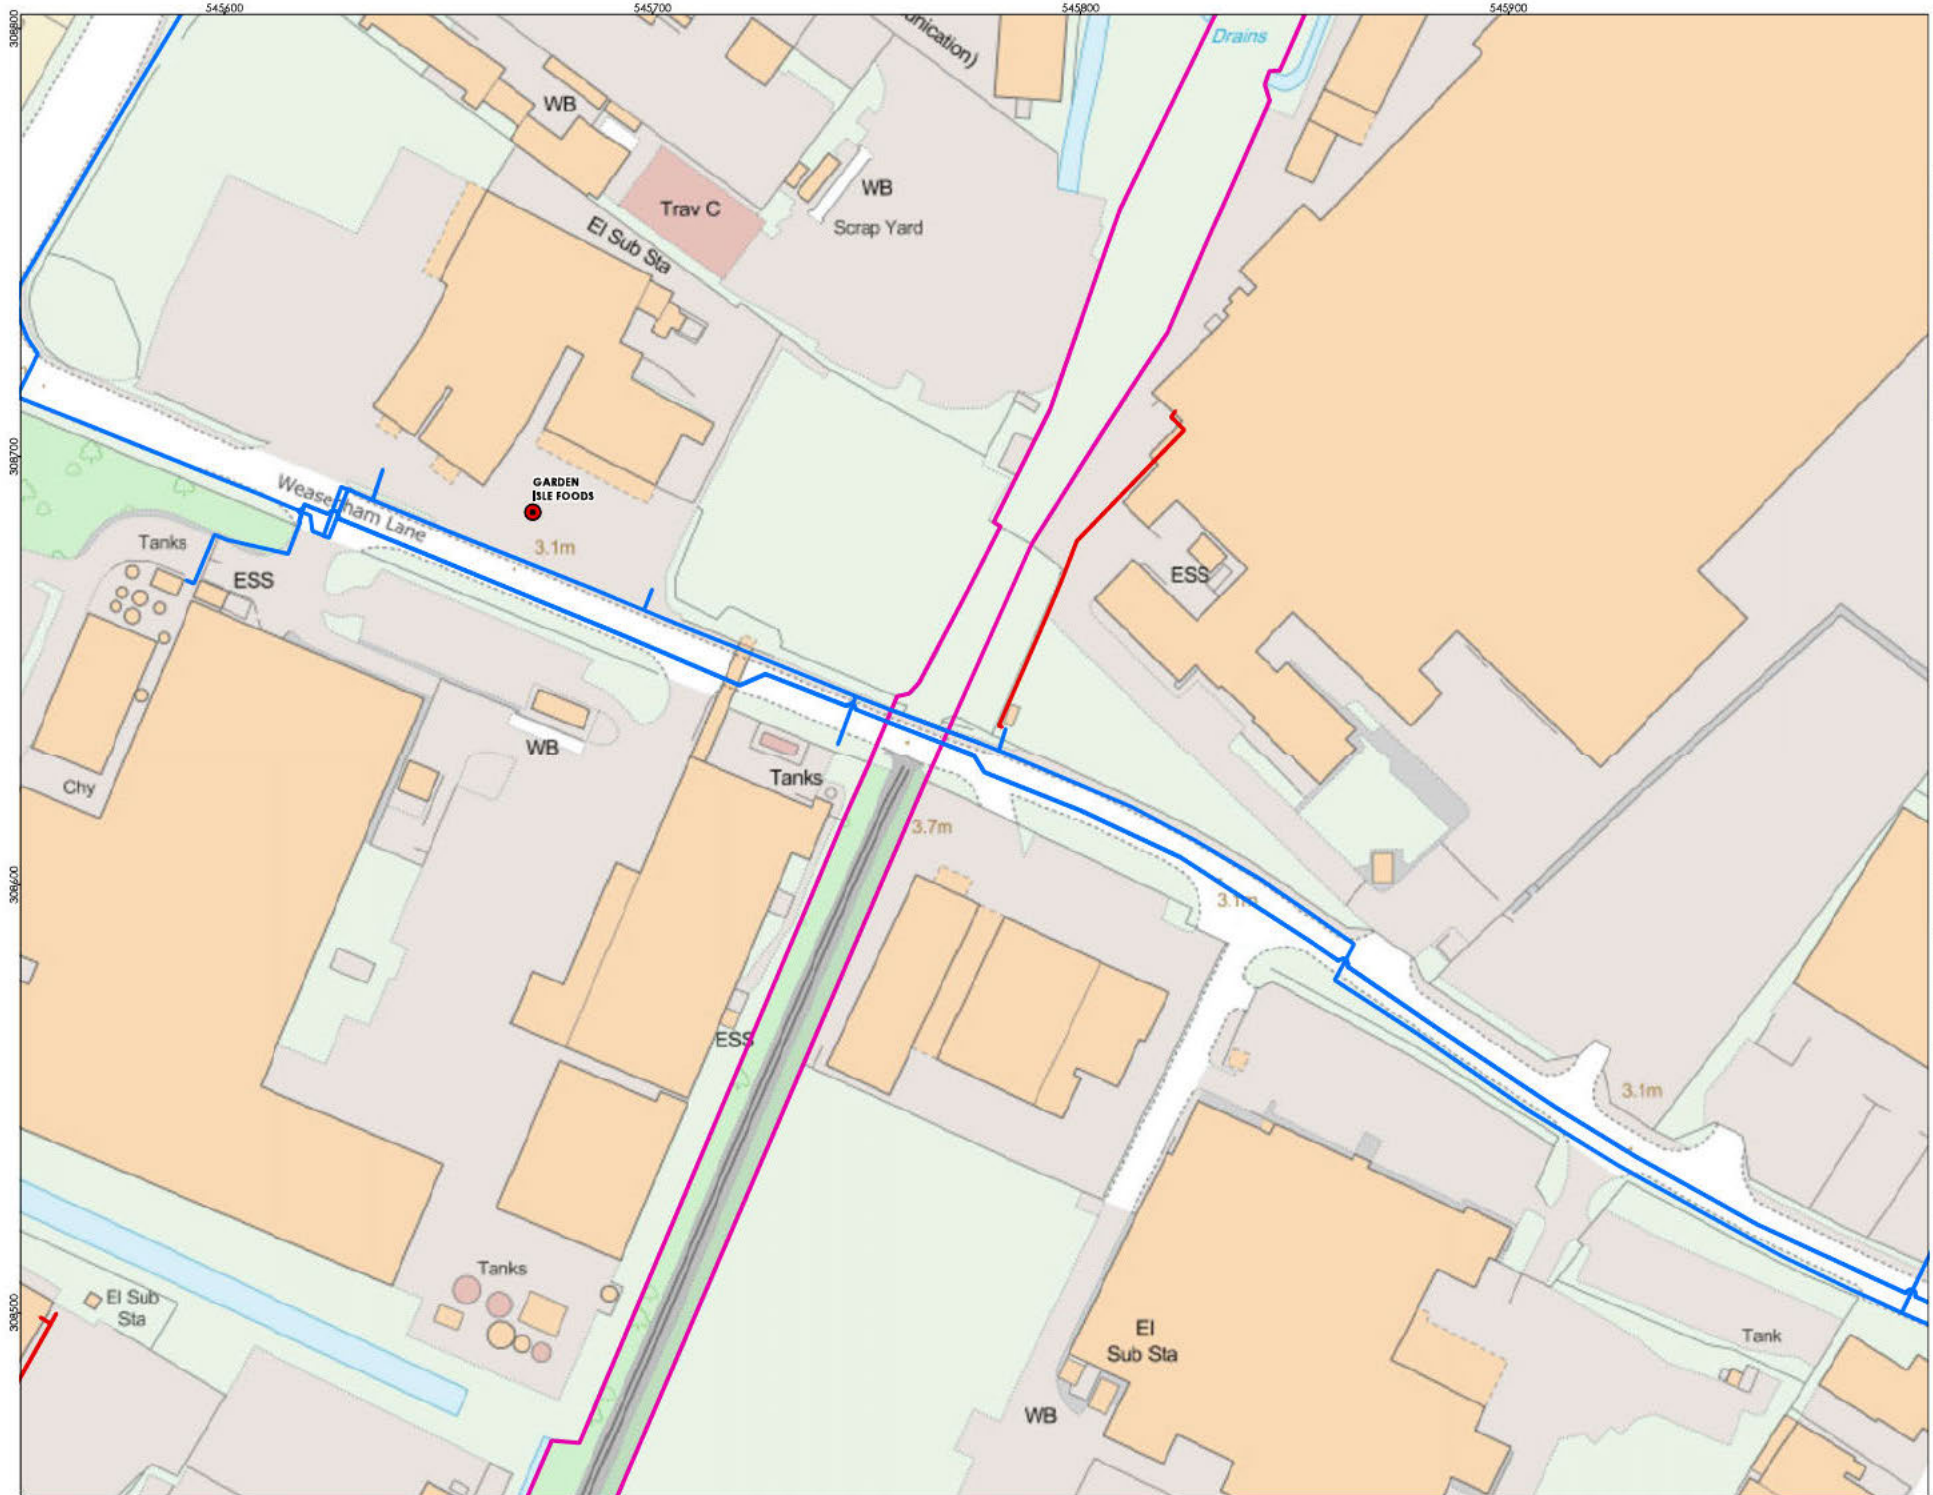 545600
545700
545800
545900
308800
nication)
Drains
WB
WB
Trav C
Scrap Yard
El Sub Sta
308700
GARDEN
ISLE FOODS
Weasenham Lane
Tanks
3.1m
ESS
ESS
WB
Tanks
Chy
3.7m
308600
3.1m
ESS
3.1m
Tanks
El Sub
Sta
308500
El
Sub Sta
Tank
WB